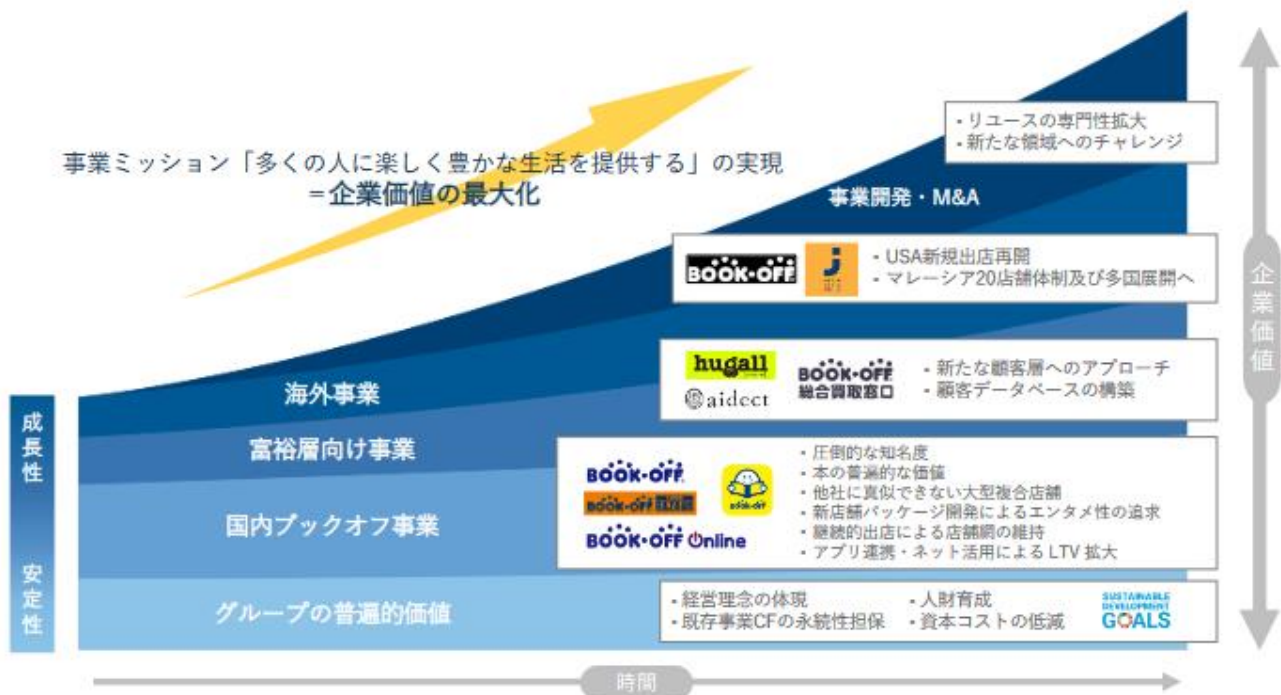 ・リユースの専門性拡大
・新たな領域へのチャレンジ
事業ミッション「多くの人に楽しく豊かな生活を提供する」の実現
＝企業価値の最大化
事業開発・M&A
BOOK・OFF
J
・USA新規出店再開
・マレーシア20店舗体制及び多国展開へ
企業価値
hugall
BOOK・OFF
総合買取窓口
aidect
・新たな顧客層へのアプローチ
・顧客データベースの構築
海外事業
富裕層向け事業
国内ブックオフ事業
グループの普遍的価値
成長性
安定性
BOOK・OFF
BOOK・OFF
BOOK・OFF
BOOK・OFF Online
・圧倒的な知名度
・本の普遍的な価値
・他社に真似できない大型複合店舗
・新店舗パッケージ開発によるエンタメ性の追求
・継続的出店による店舗網の維持
・アプリ連携・ネット活用によるLTV 拡大
・経営理念の体現
・既存事業CFの永続性担保
・人財育成
・資本コストの低減
SUSTAINABLE
DEVELOPMENT
GOALS
時間